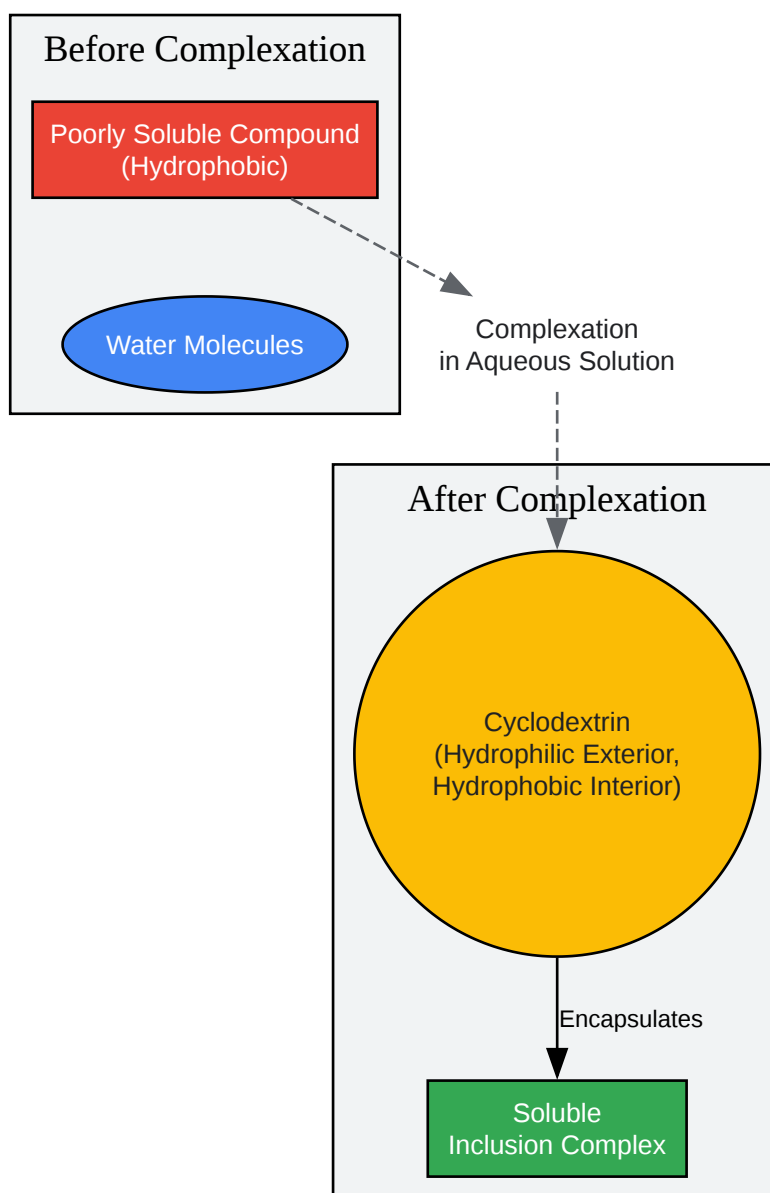 Before Complexation
Poorly Soluble Compound
(Hydrophobic)
Water Molecules
Complexation
in Aqueous Solution
After Complexation
Cyclodextrin
(Hydrophilic Exterior,
Hydrophobic Interior)
Encapsulates
Soluble
Inclusion Complex